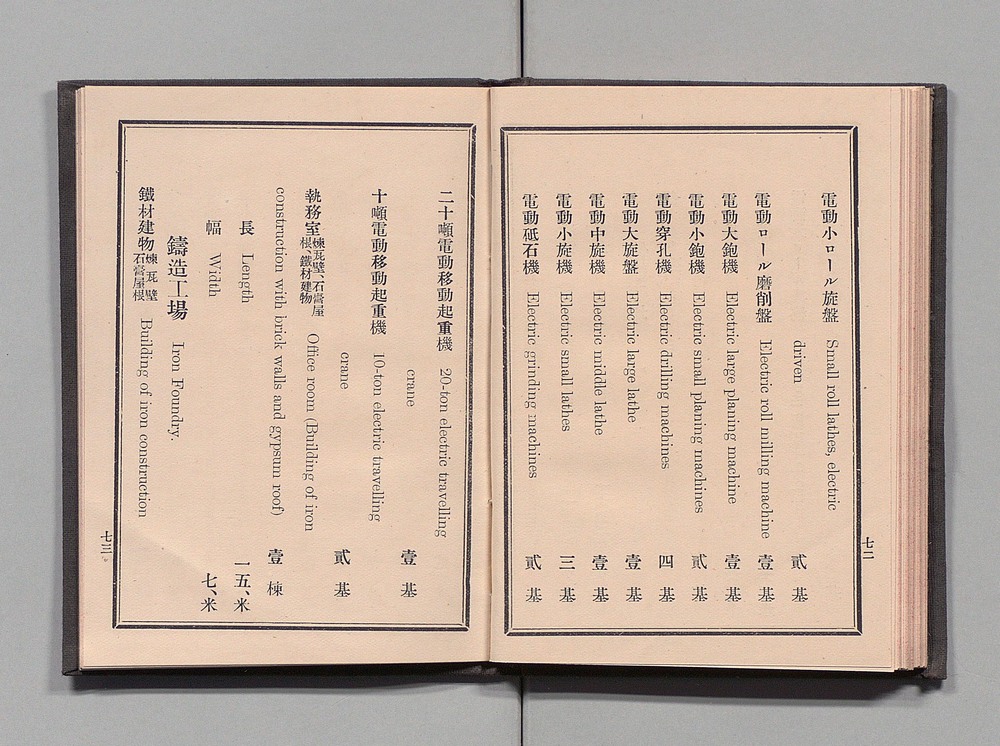 電動小ロール旋盤 Small roll lathes, electric
driven 貳基
電動ロール磨削盤 Electric roll milling machine 壹基
電動大鉋機 Electric large planing machine 壹基
電動小鉋機 Electric small planing machines 貳基
電動穿孔機 Electric drilling machines 四基
電動大旋盤 Electric large lathe 壹基
電動中旋機 Electric middle lathe 壹基
電動小旋機 Electric small lathes 三基
電動砥石機 Electric grinding machines 貳基
七二
二十噸電動移動起重機 20-ton electric travelling
crane 壹基
十噸電動移動起重機 10-ton electric travelling
crane 貳基
執務室 煉瓦壁、石膏屋根、鐵材建物 Office room (Building of iron
construction with brick walls and gypsum roof) 壹棟
長 Length 一五、米
幅 Width 七、米
鑄造工場 Iron Foundry.
鐵材建物 煉瓦壁石膏屋根 Building of iron construction
七三